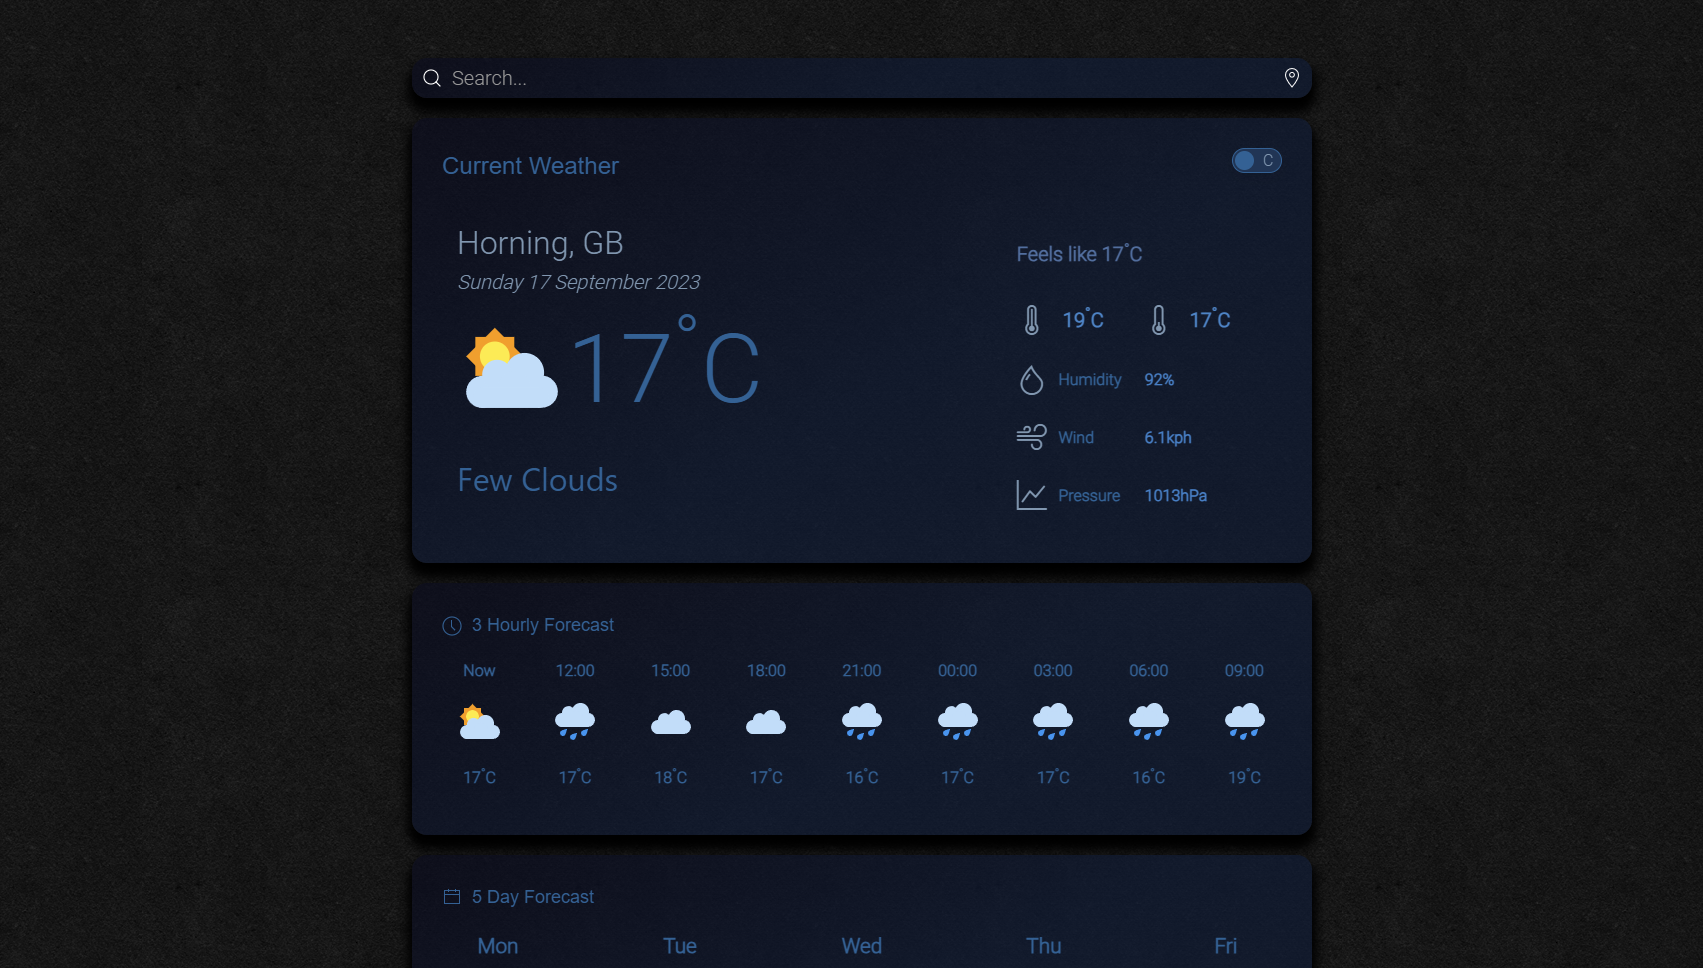 Search...
Current Weather
C
Horning, GB
Sunday 17 September 2023
17°C
Few Clouds
Feels like 17°C
19°C 17°C
Humidity 92%
Wind 6.1kph
Pressure 1013hPa
3 Hourly Forecast
Now 12:00 15:00 18:00 21:00 00:00 03:00 06:00 09:00
17°C 17°C 18°C 17°C 16°C 17°C 17°C 16°C 19°C
5 Day Forecast
Mon Tue Wed Thu Fri